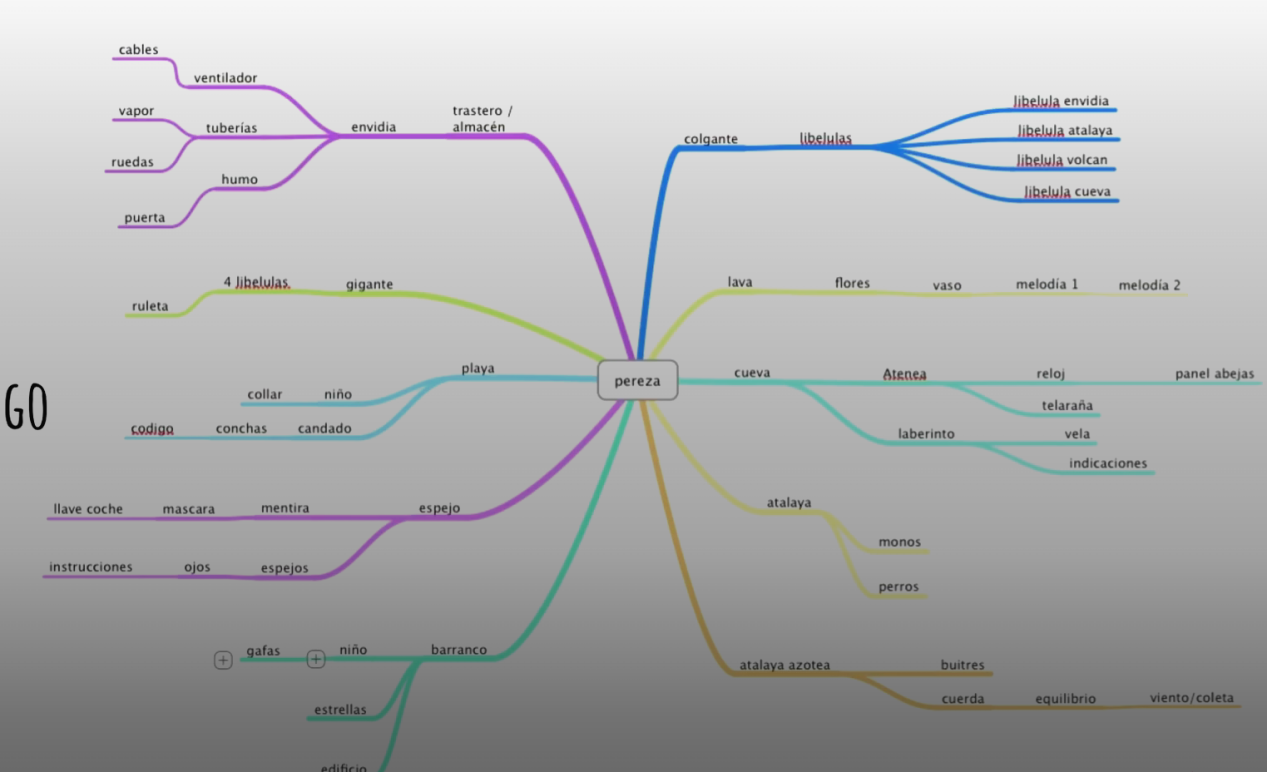 cables
ventilador
vapor
tuberías
ruedas
humo
puerta
envidia
trastero /
almacén
colgante
libelulas
libelula envidia
libelula atalaya
libelula volcan
libelula cueva
ruleta
4 libelulas
gigante
lava
flores
vaso
melodía 1
melodía 2
pereza
GO
collar
niño
playa
codigo
conchas
candado
cueva
Atenea
reloj
panel abejas
telaraña
laberinto
vela
indicaciones
llave coche
mascara
mentira
espejo
instrucciones
ojos
espejos
atalaya
monos
perros
gafas
niño
barranco
estrellas
edificio
atalaya azotea
buitres
cuerda
equilibrio
viento/coleta